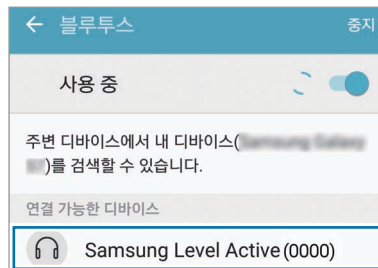 블루투스
중지
사용 중
주변 디바이스에서 내 디바이스(
)를 검색할 수 있습니다.
연결 가능한 디바이스
Samsung Level Active (0000)